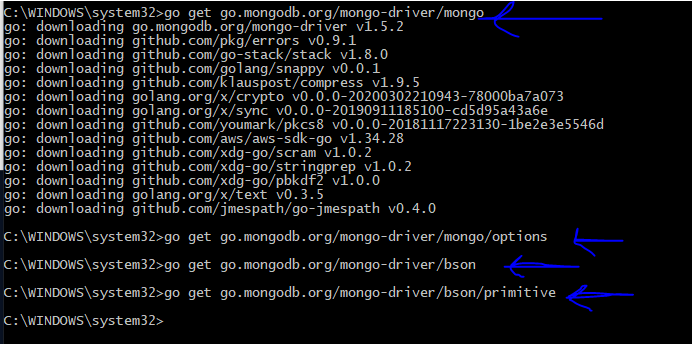 C:\WINDOWS\system32>go get go.mongodb.org/mongo-driver/mongo
go: downloading go.mongodb.org/mongo-driver v1.5.2
go: downloading github.com/pkg/errors v0.9.1
go: downloading github.com/go-stack/stack v1.8.0
go: downloading github.com/golang/snappy v0.0.1
go: downloading github.com/klauspost/compress v1.9.5
go: downloading golang.org/x/crypto v0.0.0-20200302210943-78000ba7a073
go: downloading golang.org/x/sync v0.0.0-20190911185100-cd5d95a43a6e
go: downloading github.com/youmark/pkcs8 v0.0.0-20181117223130-1be2e3e5546d
go: downloading github.com/aws/aws-sdk-go v1.34.28
go: downloading github.com/xdg-go/scram v1.0.2
go: downloading github.com/xdg-go/stringprep v1.0.2
go: downloading github.com/xdg-go/pbkdf2 v1.0.0
go: downloading golang.org/x/text v0.3.5
go: downloading github.com/jmespath/go-jmespath v0.4.0
C:\WINDOWS\system32>go get go.mongodb.org/mongo-driver/mongo/options
C:\WINDOWS\system32>go get go.mongodb.org/mongo-driver/bson
C:\WINDOWS\system32>go get go.mongodb.org/mongo-driver/bson/primitive
C:\WINDOWS\system32>